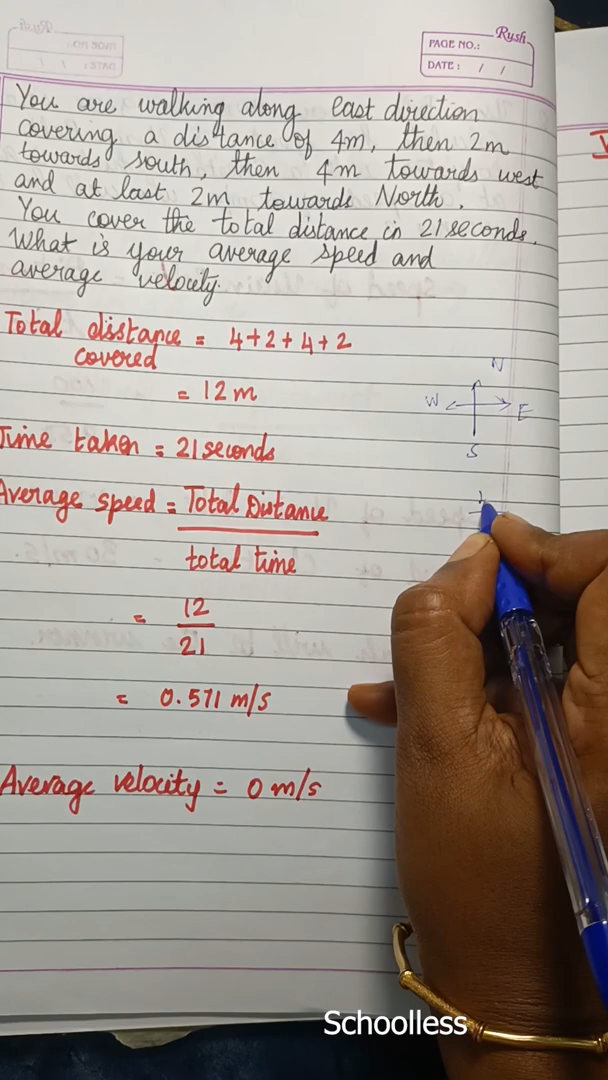 Rush
PAGE NO.:
DATE: / /
You are walking along east direction
covering a distance of 4m, then 2m
towards south, then 4m towards west
and at last 2m towards North.
You cover the total distance in 21 seconds.
What is your average speed and
average velocity.
Total distance = 4+2+4+2
covered
= 12m
Time taken = 21 seconds
Average speed = Total Distance
total time
= 12
21
= 0.571 m/s
Average velocity = 0 m/s
N
W E
S
Schoolless